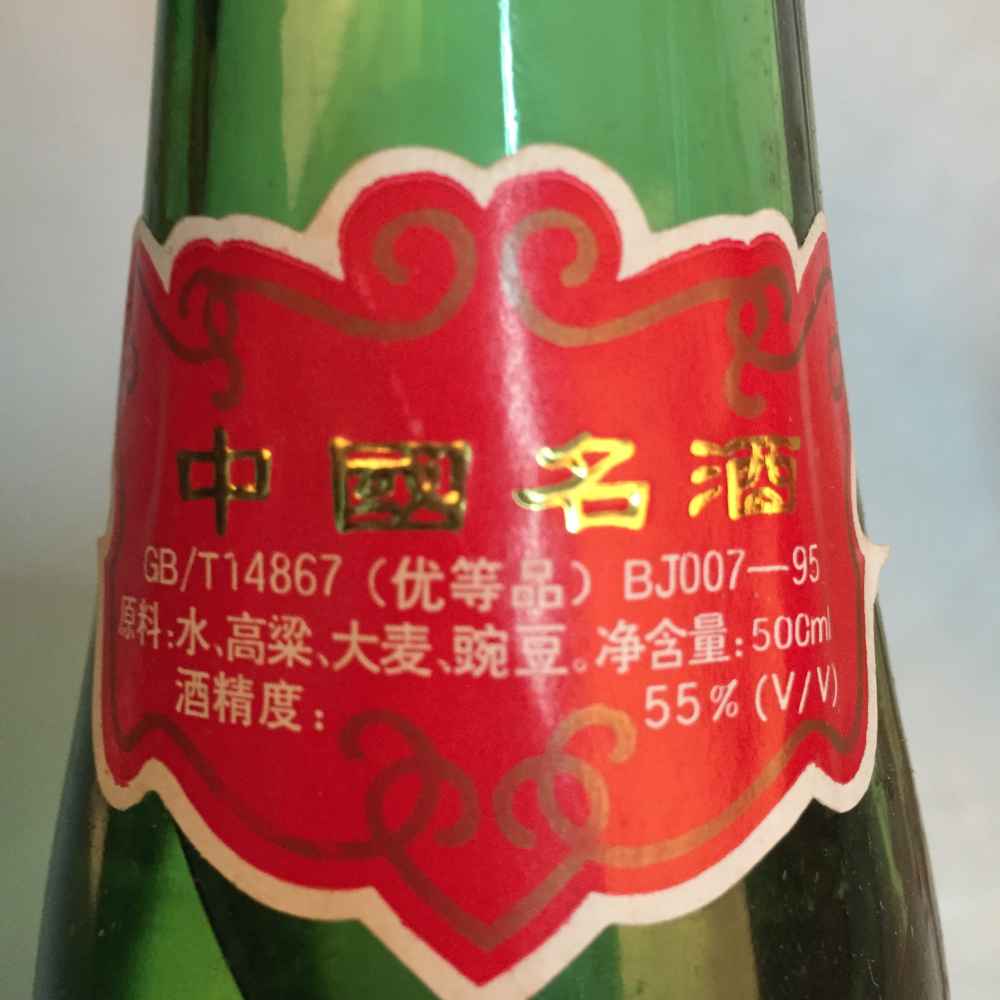 中國名酒
GB/T14867（优等品）BJ007—95
原料:水、高粱、大麦、豌豆。净含量:500ml
酒精度: 55%(V/V)